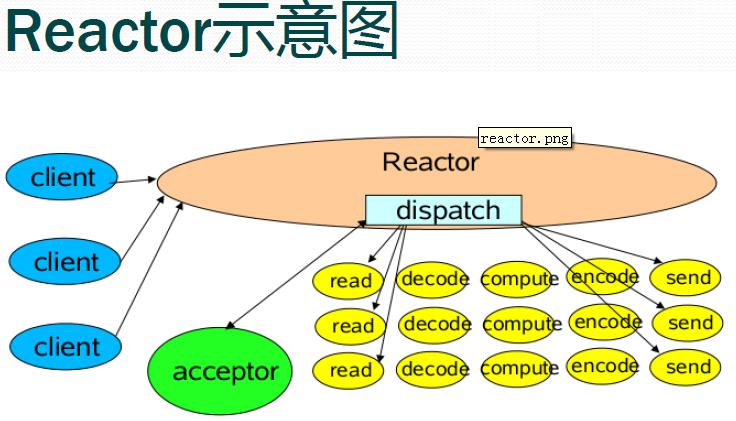 Reactor示意图
reactor.png
Reactor
client
dispatch
client
read decode compute encode send
read decode compute encode send
client
acceptor
read decode compute encode send